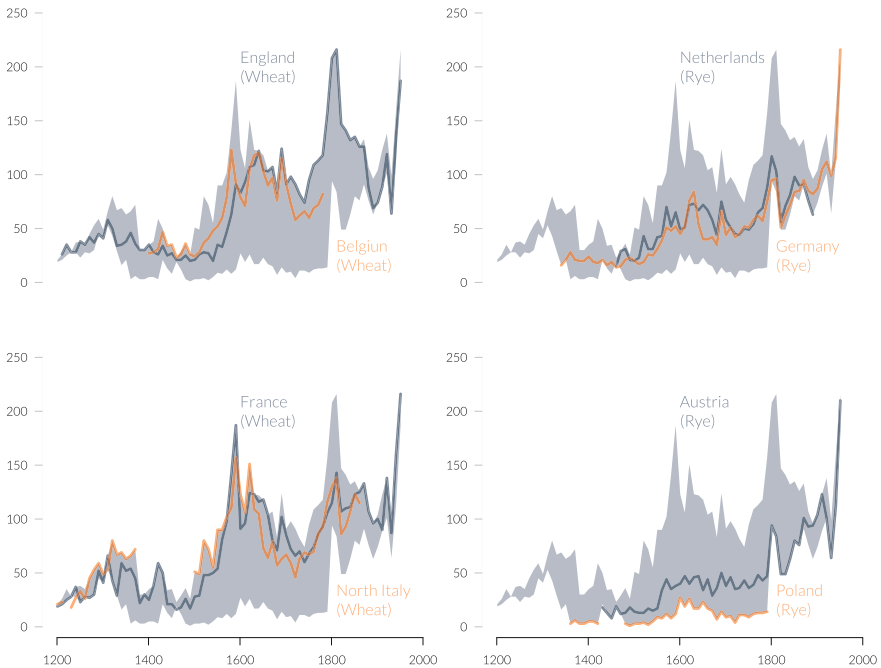 250
200
150
100
50
0
England
(Wheat)
Belgiun
(Wheat)
250
200
150
100
50
0
Netherlands
(Rye)
Germany
(Rye)
250
200
150
100
50
0
France
(Wheat)
North Italy
(Wheat)
1200 1400 1600 1800 2000
250
200
150
100
50
0
Austria
(Rye)
Poland
(Rye)
1200 1400 1600 1800 2000